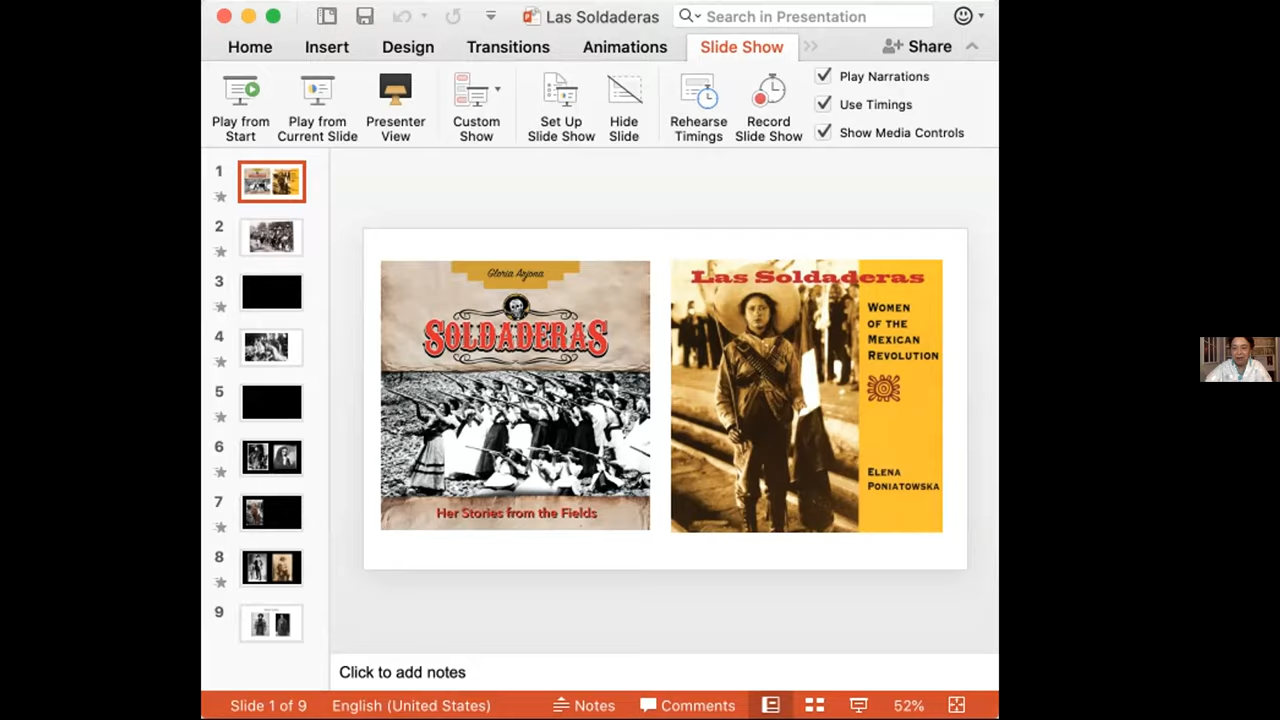 Las Soldaderas
Search in Presentation
Home
Insert
Design
Transitions
Animations
Slide Show
Share
Play from
Start
Play from
Current Slide
Presenter
View
Custom
Show
Set Up
Slide Show
Hide
Slide
Rehearse
Timings
Record
Slide Show
Play Narrations
Use Timings
Show Media Controls
1
2
3
4
5
6
7
8
9
Gloria Arjona
SOLDADERAS
Her Stories from the Fields
Las Soldaderas
WOMEN
OF THE
MEXICAN
REVOLUTION
ELENA
PONIATOWSKA
Click to add notes
Slide 1 of 9
English (United States)
Notes
Comments
52%